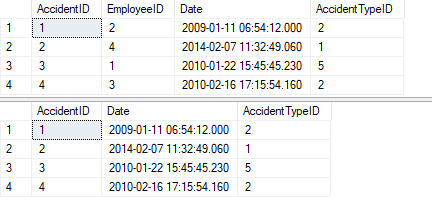 AccidentID EmployeeID Date AccidentTypeID
1 1 2 2009-01-11 06:54:12.000 2
2 2 4 2014-02-07 11:32:49.060 1
3 3 1 2010-01-22 15:45:45.230 5
4 4 3 2010-02-16 17:15:54.160 2
AccidentID Date AccidentTypeID
1 1 2009-01-11 06:54:12.000 2
2 2 2014-02-07 11:32:49.060 1
3 3 2010-01-22 15:45:45.230 5
4 4 2010-02-16 17:15:54.160 2